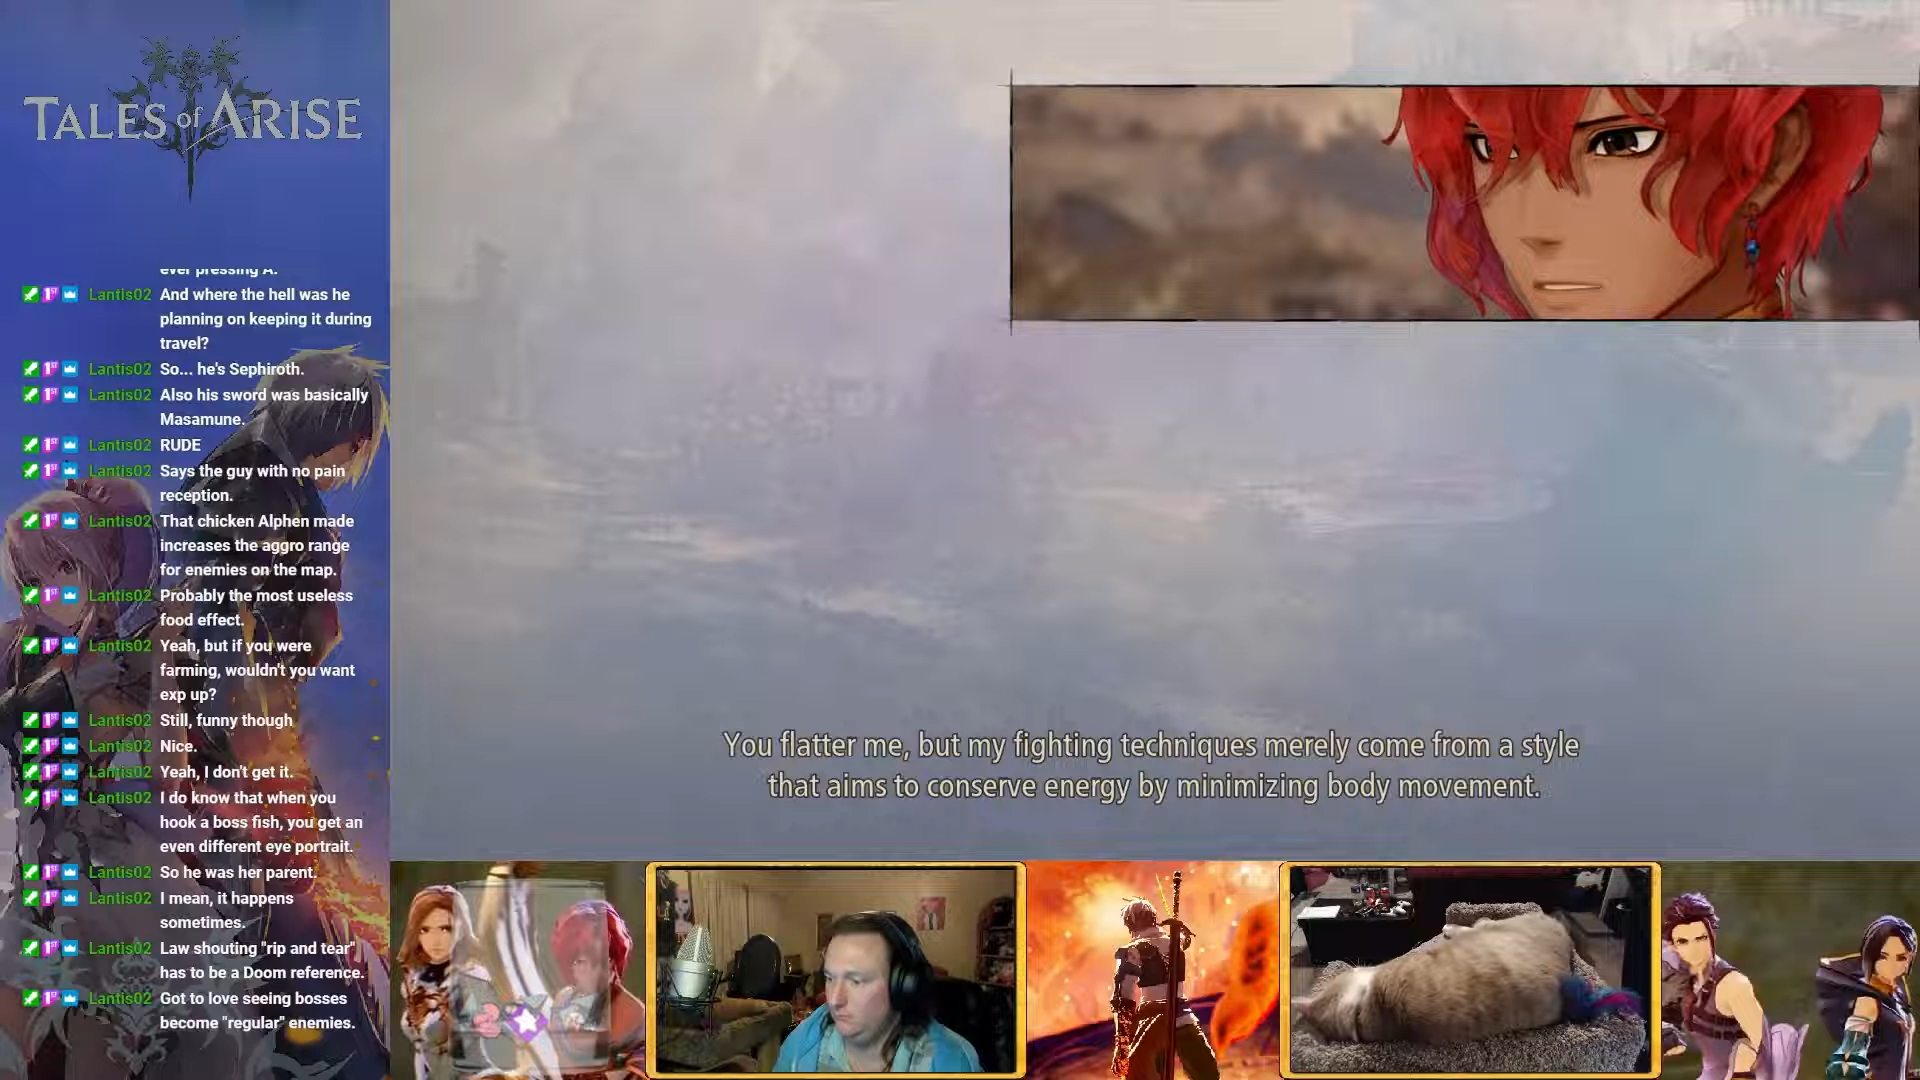 TALES of ARISE
ever pressing A.
Lantis02 And where the hell was he
planning on keeping it during
travel?
Lantis02 So... he's Sephiroth.
Lantis02 Also his sword was basically
Masamune.
Lantis02 RUDE
Lantis02 Says the guy with no pain
reception.
Lantis02 That chicken Alphen made
increases the aggro range
for enemies on the map.
Lantis02 Probably the most useless
food effect.
Lantis02 Yeah, but if you were
farming, wouldn't you want
exp up?
Lantis02 Still, funny though
Lantis02 Nice.
Lantis02 Yeah, I don't get it.
Lantis02 I do know that when you
hook a boss fish, you get an
even different eye portrait.
Lantis02 So he was her parent.
Lantis02 I mean, it happens
sometimes.
Lantis02 Law shouting "rip and tear"
has to be a Doom reference.
Lantis02 Got to love seeing bosses
become "regular" enemies.
You flatter me, but my fighting techniques merely come from a style
that aims to conserve energy by minimizing body movement.